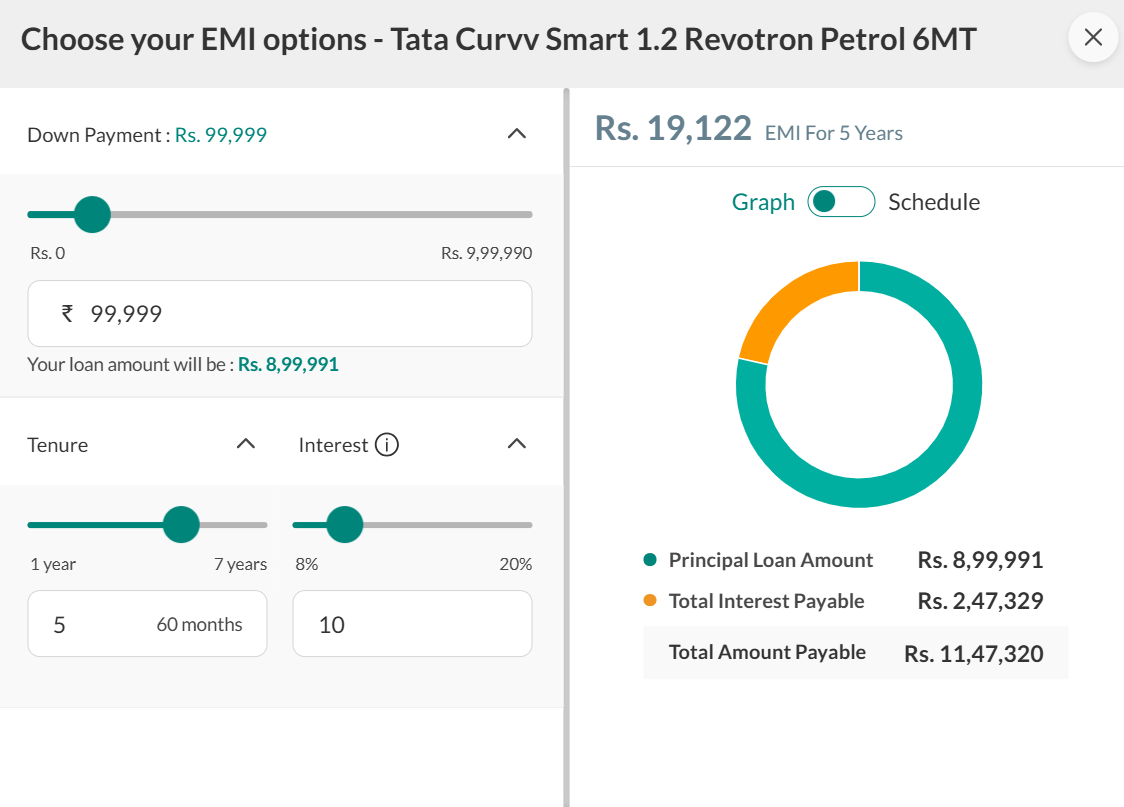 Choose your EMI options - Tata Curvv Smart 1.2 Revotron Petrol 6MT
Down Payment : Rs. 99,999
Rs. 0 Rs. 9,99,990
₹ 99,999
Your loan amount will be : Rs. 8,99,991
Tenure Interest
1 year 7 years 8% 20%
5 60 months 10
Rs. 19,122 EMI For 5 Years
Graph Schedule
Principal Loan Amount Rs. 8,99,991
Total Interest Payable Rs. 2,47,329
Total Amount Payable Rs. 11,47,320